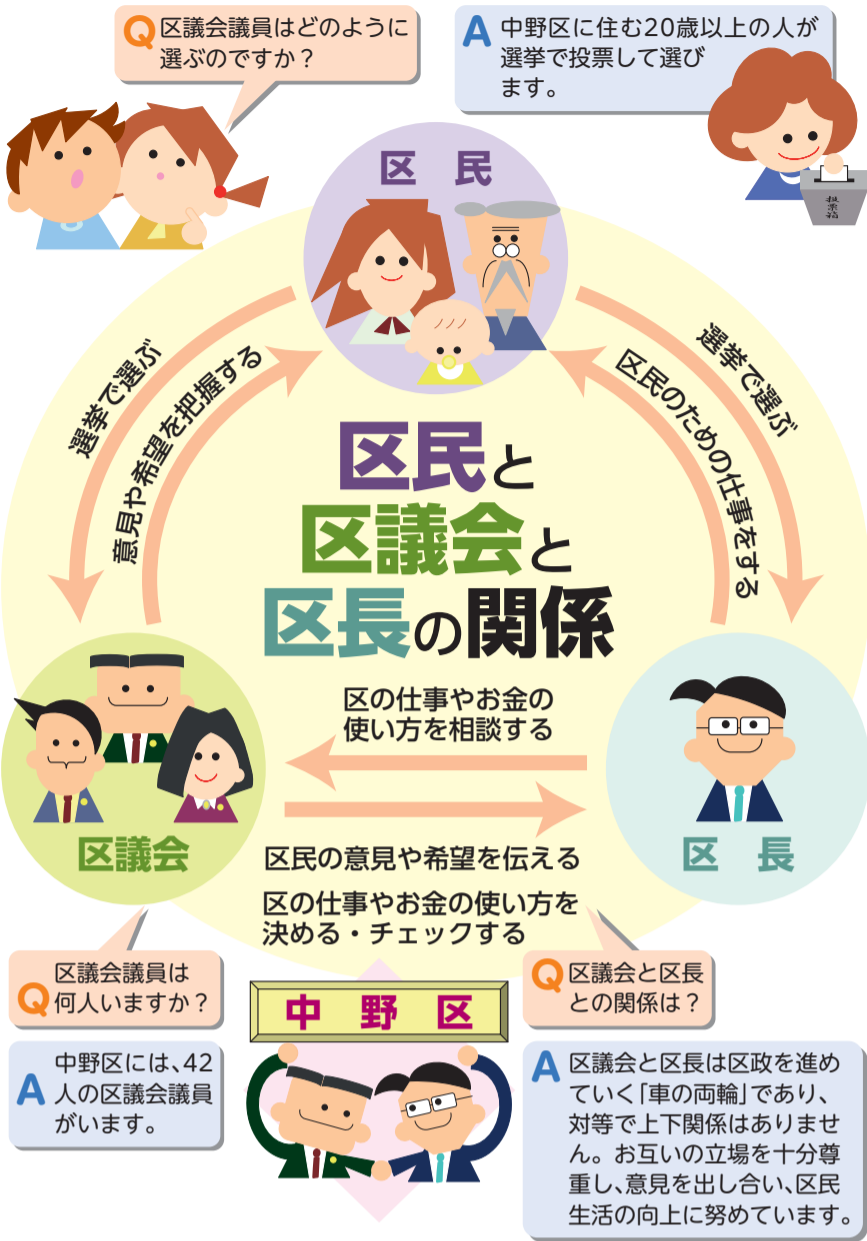 Q 区議会議員はどのように
選ぶのですか？
A 中野区に住む20歳以上の人が
選挙で投票して選び
ます。
投票箱
区 民
選挙で選ぶ
意見や希望を把握する
選挙で選ぶ
区民のための仕事をする
区民と
区議会と
区長の関係
区の仕事やお金の
使い方を相談する
区議会
区 長
区民の意見や希望を伝える
区の仕事やお金の使い方を
決める・チェックする
Q 区議会議員は
何人いますか？
A 中野区には、42
人の区議会議員
がいます。
中 野 区
Q 区議会と区長
との関係は？
A 区議会と区長は区政を進め
ていく「車の両輪」であり、
対等で上下関係はありませ
ん。お互いの立場を十分尊
重し、意見を出し合い、区民
生活の向上に努めています。